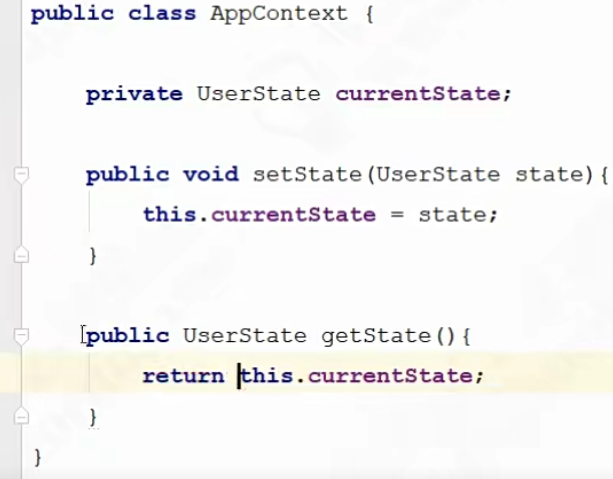 public class AppContext {
private UserState currentState;
public void setState(UserState state){
this.currentState = state;
}
public UserState getState(){
return this.currentState;
}
}